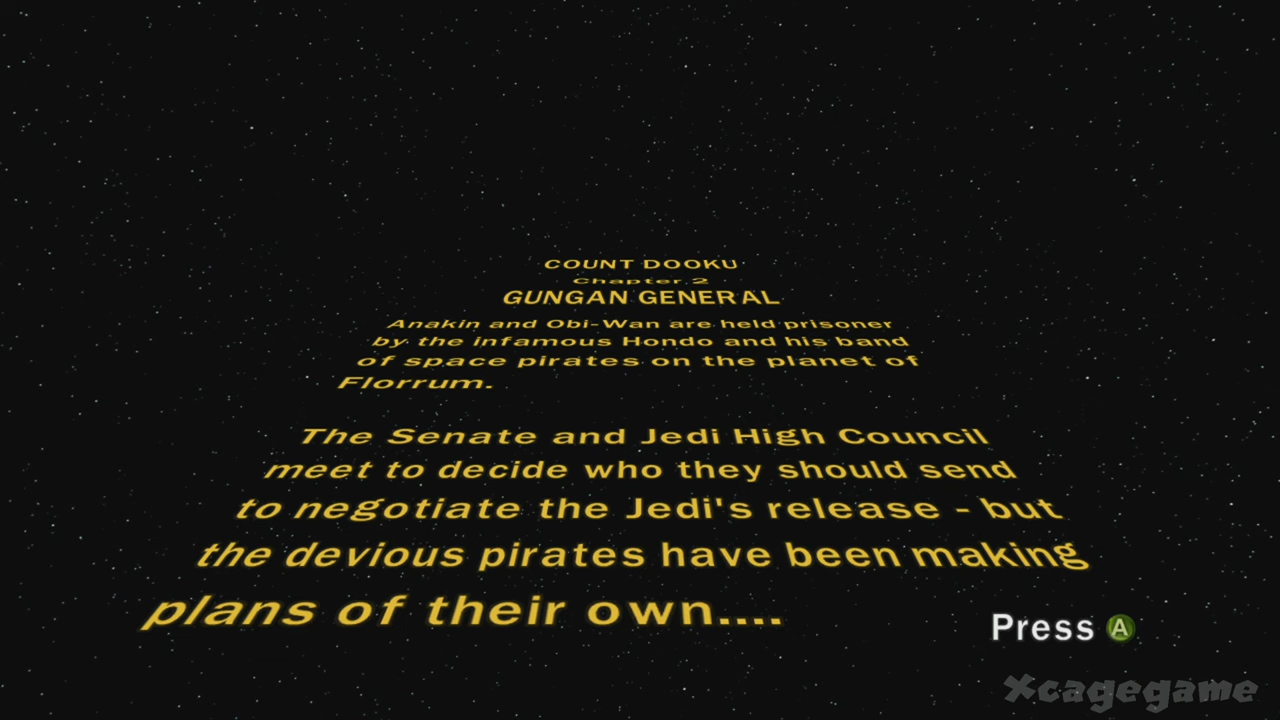 COUNT DOOKU
Chapter 2
GUNGAN GENERAL
Anakin and Obi-Wan are held prisoner
by the infamous Hondo and his band
of space pirates on the planet of
Florrum.
The Senate and Jedi High Council
meet to decide who they should send
to negotiate the Jedi's release - but
the devious pirates have been making
plans of their own....
Press A
Xcagegame